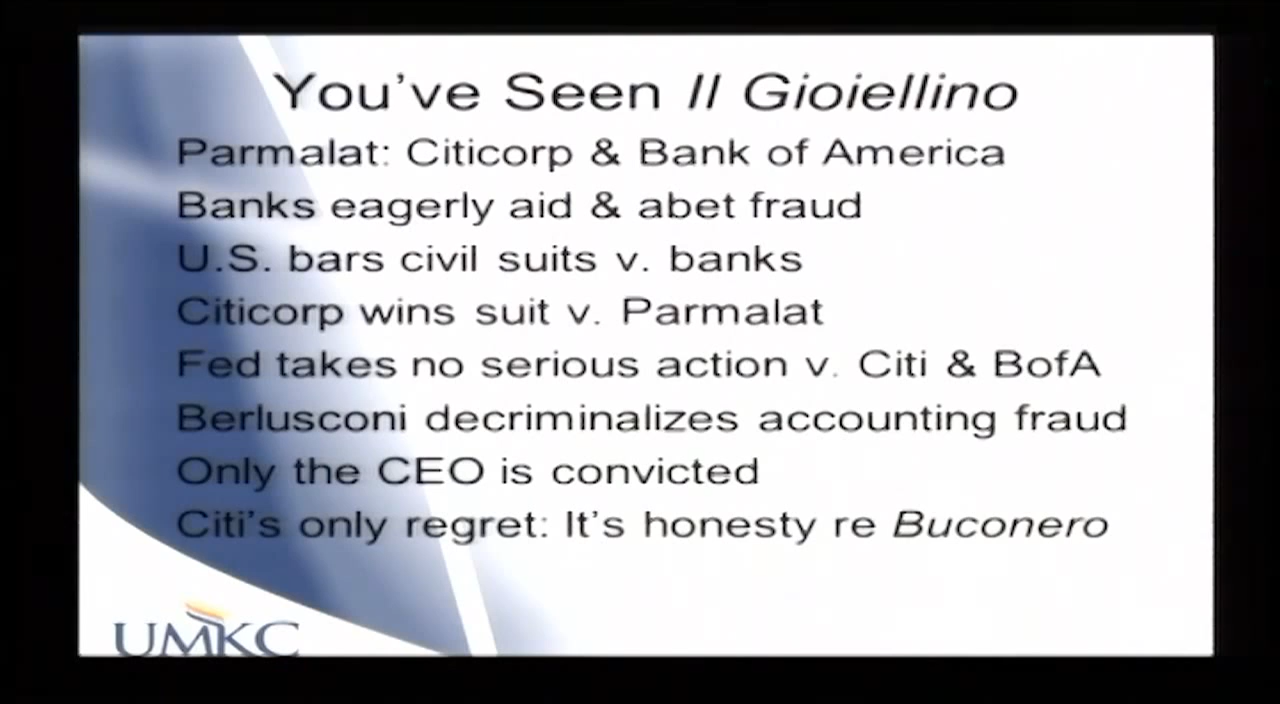 You've Seen Il Gioiellino
Parmalat: Citicorp & Bank of America
Banks eagerly aid & abet fraud
U.S. bars civil suits v. banks
Citicorp wins suit v. Parmalat
Fed takes no serious action v. Citi & BofA
Berlusconi decriminalizes accounting fraud
Only the CEO is convicted
Citi's only regret: It's honesty re Buconero
UMKC